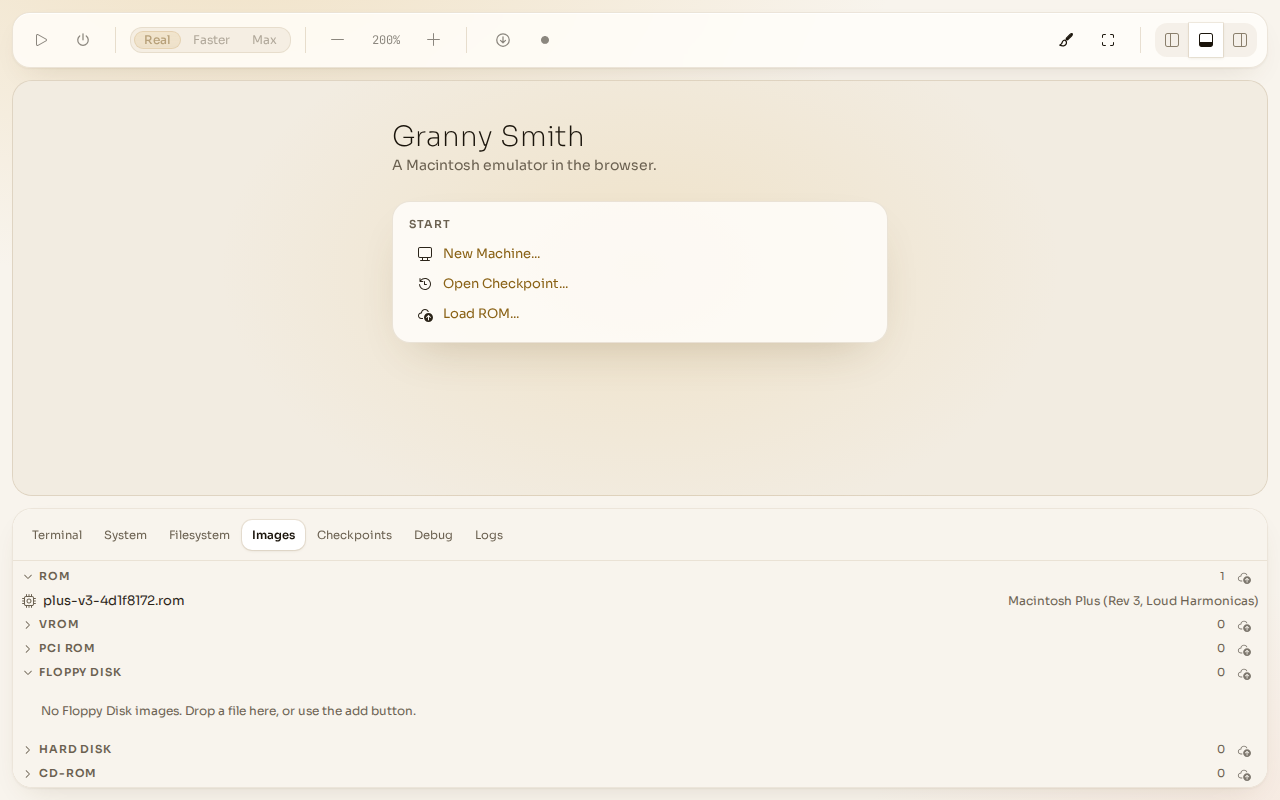 Real Faster Max 200%
Granny Smith
A Macintosh emulator in the browser.
START
New Machine...
Open Checkpoint...
Load ROM...
Terminal System Filesystem Images Checkpoints Debug Logs
ROM 1
plus-v3-4d1f8172.rom Macintosh Plus (Rev 3, Loud Harmonicas)
VROM 0
PCI ROM 0
FLOPPY DISK 0
No Floppy Disk images. Drop a file here, or use the add button.
HARD DISK 0
CD-ROM 0